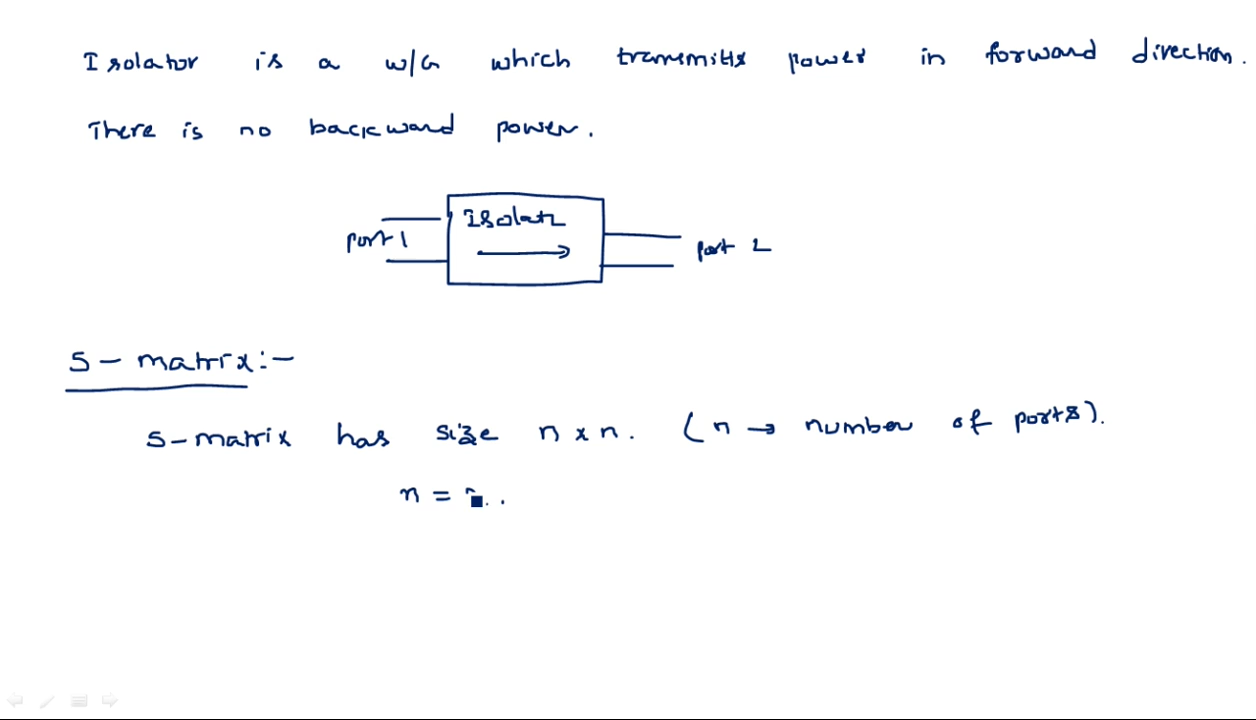 Isolator is a w/G which transmitts power in forward direction.
There is no backward power.
Isolator
port 1
port 2
S-matrix:-
S-matrix has size n x n. (n → number of ports).
n =